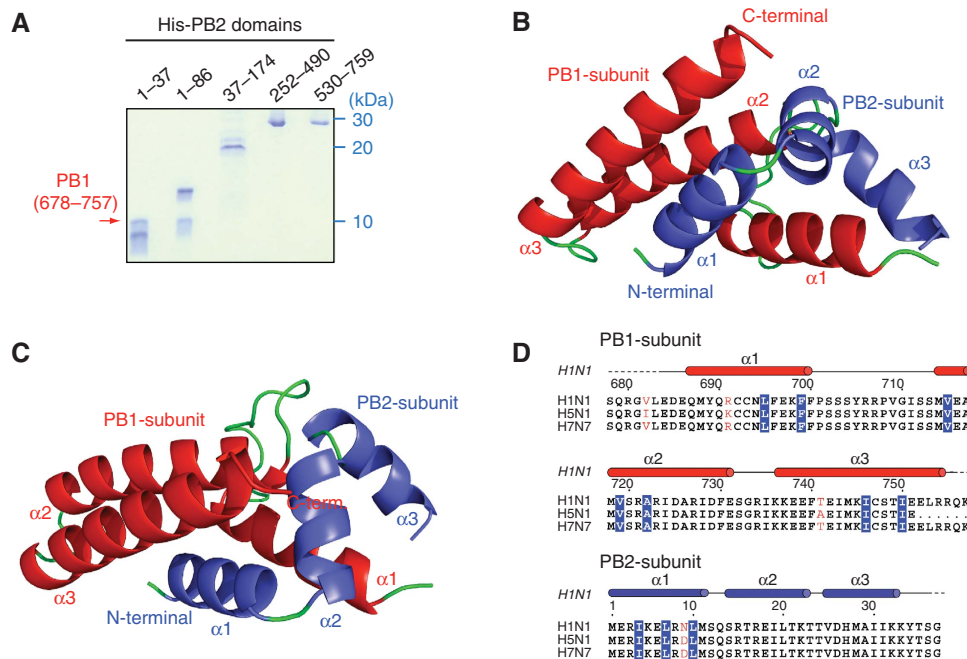 A
His-PB2 domains
1–37
1–86
37–174
252–490
530–759
(kDa)
30
20
10
PB1
(678–757)
B
C-terminal
PB1-subunit
α2
α2
PB2-subunit
α3
α3
α1
α1
N-terminal
C
PB1-subunit
PB2-subunit
C-term.
α2
α3
α3
α1
N-terminal
α1
α2
D
PB1-subunit
α1
H1N1
680 690 700 710
H1N1 SQRGVLEDEQMYQRCCNLFEKFFPSSSYRRPVGISSMVEA
H5N1 SQRGILEDEQMYQKCCNLFEKFFPSSSYRRPVGISSMVEA
H7N7 SQRGVLEDEQMYQRCCNLFEKFFPSSSYRRPVGISSMVEA
α2 α3
H1N1
720 730 740 750
H1N1 MVSRARIDARIDFESGRIKKEEFTEIMKICSTIEELRRQK
H5N1 MVSRARIDARIDFESGRIKKEEFAEIMKICSTIEE.....
H7N7 MVSRARIDARIDFESGRIKKEEFTEIMKICSTIEELRRQK
PB2-subunit
α1 α2 α3
H1N1
1 10 20 30
H1N1 MERIKELRNLMSQSRTREILTKTTVDHMAIIKKYTSG
H5N1 MERIKELRDLMSQSRTREILTKTTVDHMAIIKKYTSG
H7N7 MERIKELRDLMSQSRTREILTKTTVDHMAIIKKYTSG